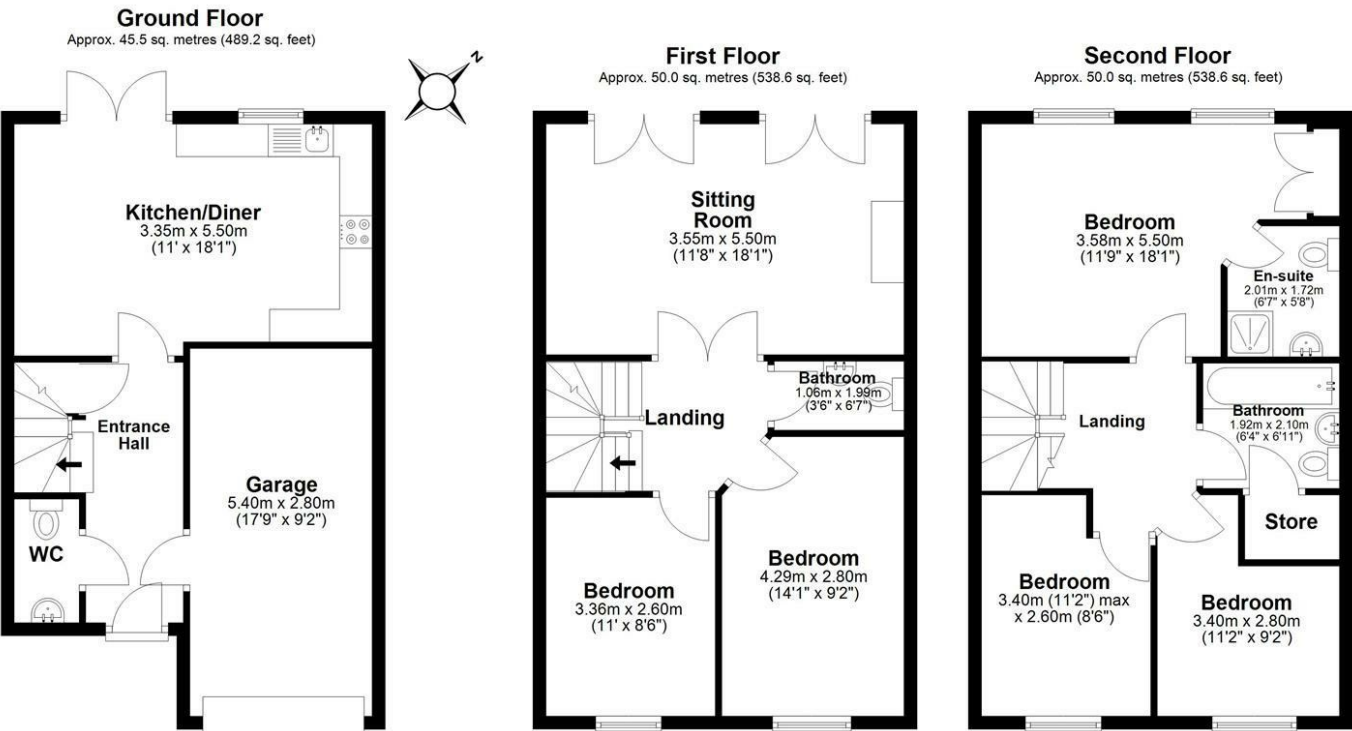 Ground Floor
Approx. 45.5 sq. metres (489.2 sq. feet)
N
Kitchen/Diner
3.35m x 5.50m
(11' x 18'1")
Entrance
Hall
Garage
5.40m x 2.80m
(17'9" x 9'2")
WC
First Floor
Approx. 50.0 sq. metres (538.6 sq. feet)
Sitting
Room
3.55m x 5.50m
(11'8" x 18'1")
Bathroom
1.06m x 1.99m
(3'6" x 6'7")
Landing
Bedroom
4.29m x 2.80m
(14'1" x 9'2")
Bedroom
3.36m x 2.60m
(11' x 8'6")
Second Floor
Approx. 50.0 sq. metres (538.6 sq. feet)
Bedroom
3.58m x 5.50m
(11'9" x 18'1")
En-suite
2.01m x 1.72m
(6'7" x 5'8")
Bathroom
1.92m x 2.10m
(6'4" x 6'11")
Landing
Store
Bedroom
3.40m (11'2") max
x 2.60m (8'6")
Bedroom
3.40m x 2.80m
(11'2" x 9'2")